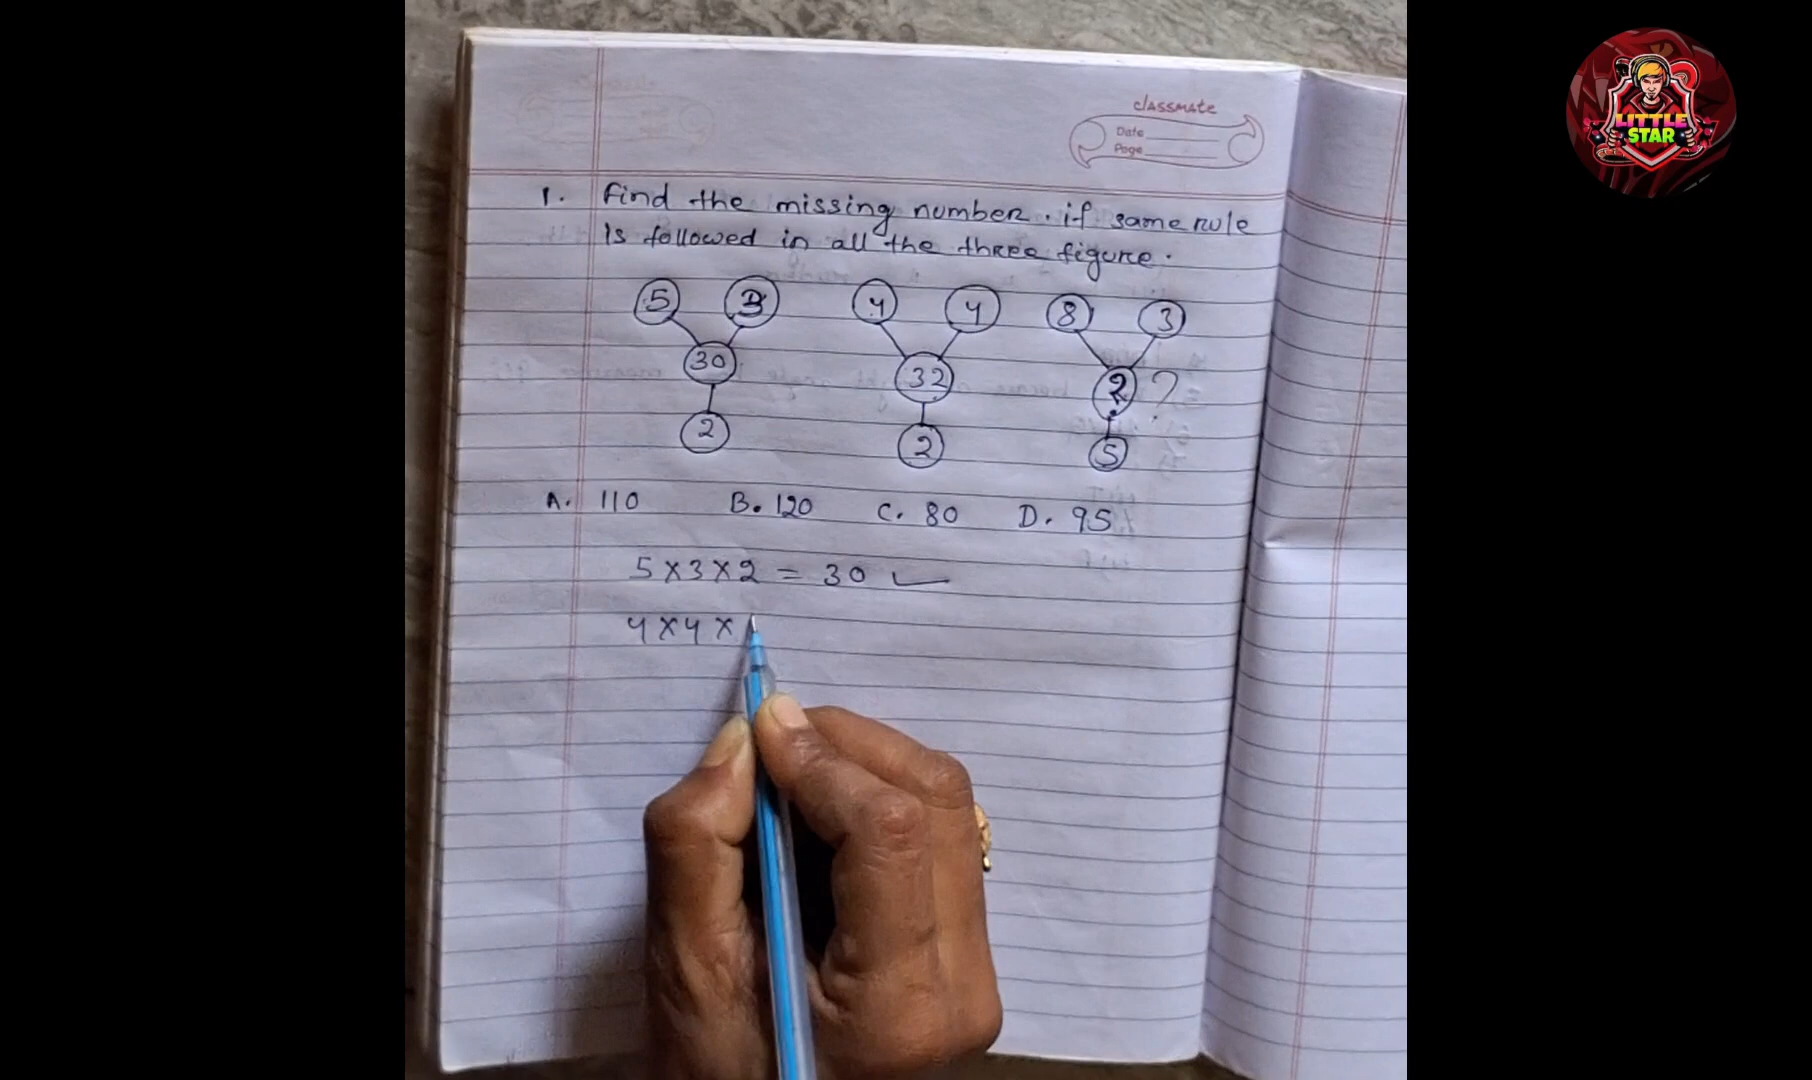 classmate
Date
Page
LITTLE
STAR
1. Find the missing number. if same rule
is followed in all the three figure.
5 3 4 4 8 3
30 32 ? ?
2 2 5
A. 110 B. 120 C. 80 D. 95
5 × 3 × 2 = 30
4 × 4 ×